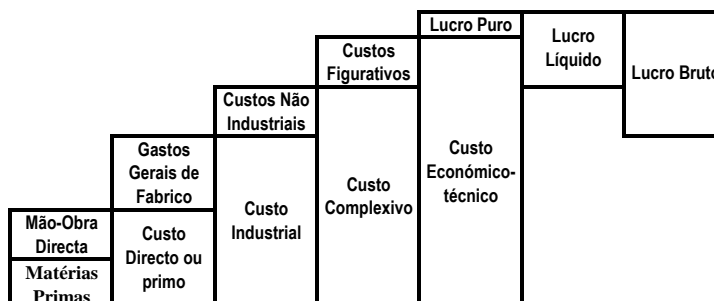 Lucro Puro
Lucro
Líquido
Lucro Bruto
Custos
Figurativos
Custos Não
Industriais
Gastos
Gerais de
Fabrico
Custo
Económico-
técnico
Custo
Complexivo
Custo
Industrial
Mão-Obra
Directa
Custo
Directo ou
primo
Matérias
Primas